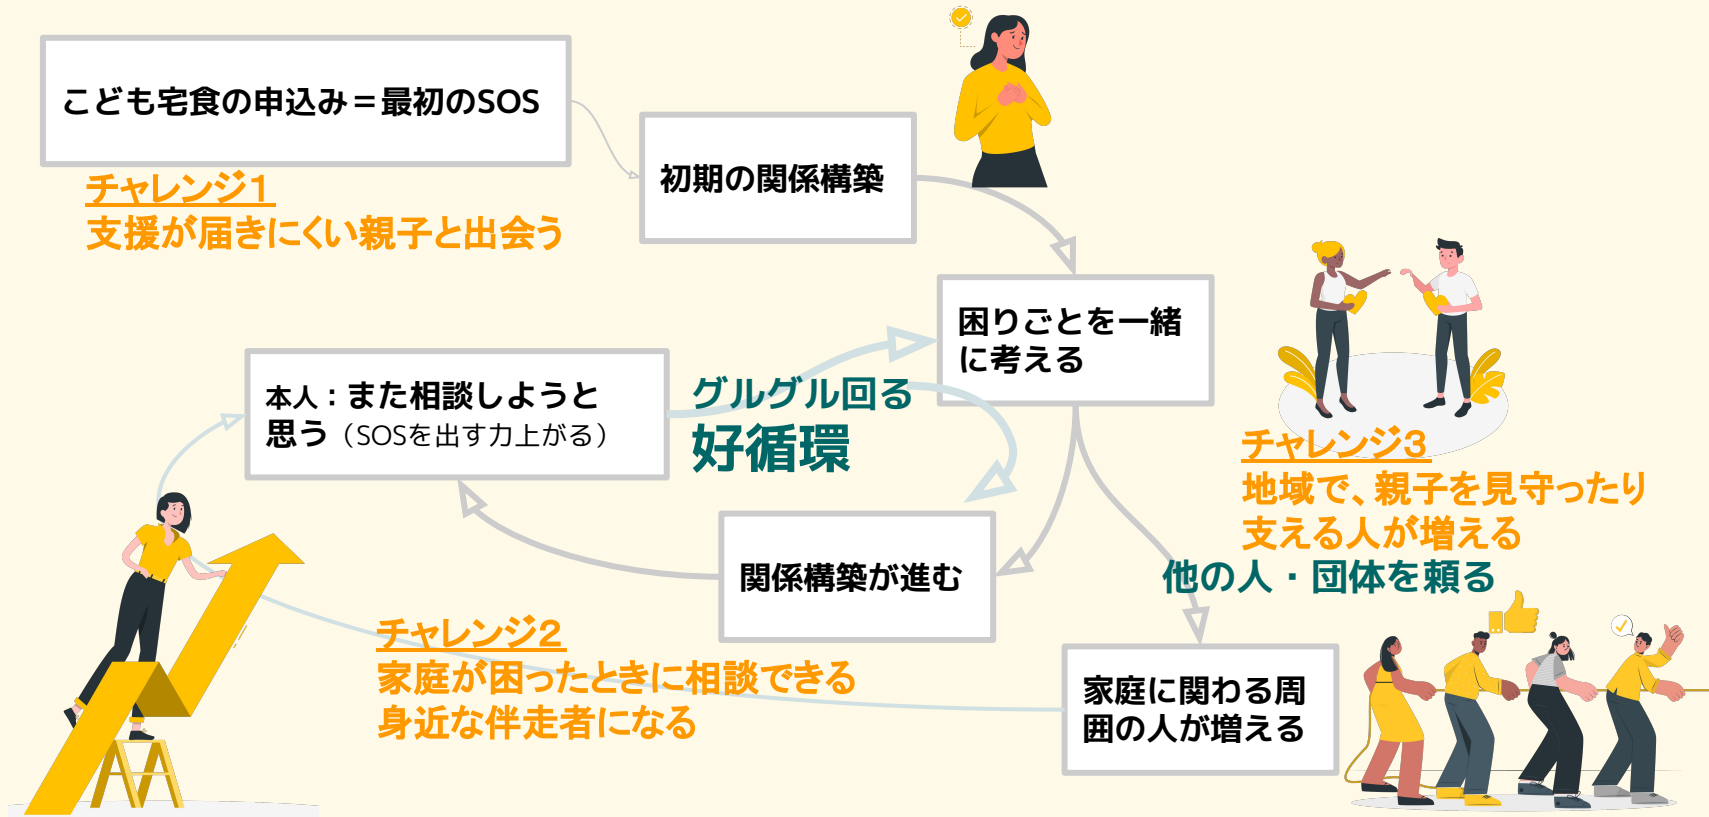 こども宅食の申込み＝最初のSOS
チャレンジ1
支援が届きにくい親子と出会う
初期の関係構築
困りごとを一緒
に考える
本人：また相談しようと
思う（SOSを出す力上がる）
グルグル回る
好循環
チャレンジ3
地域で、親子を見守ったり
支える人が増える
他の人・団体を頼る
関係構築が進む
チャレンジ2
家庭が困ったときに相談できる
身近な伴走者になる
家庭に関わる周
囲の人が増える